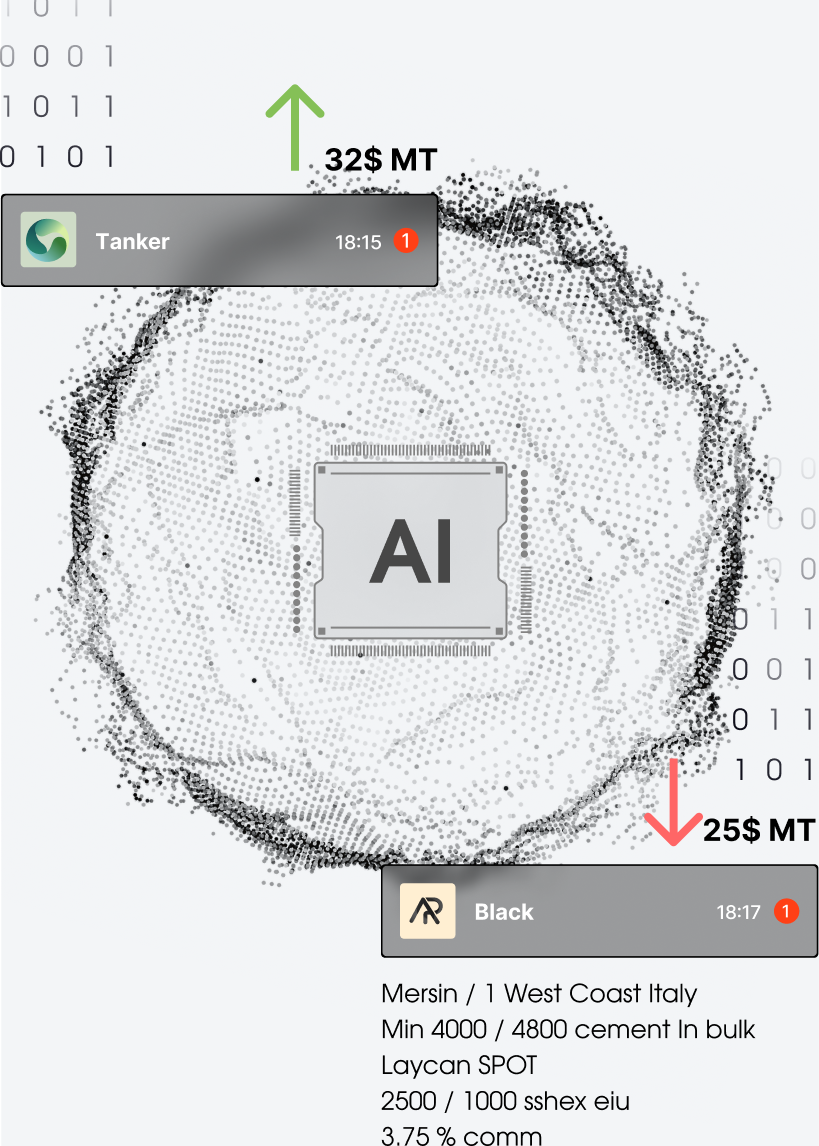 1 0 1 1
0 0 0 1
1 0 1 1
0 1 0 1
32$ MT
Tanker 18:15 1
AI
0 0
0 0
0 0
0 1 1
0 0 1
0 1 1
1 0 1
25$ MT
Black 18:17 1
Mersin / 1 West Coast Italy
Min 4000 / 4800 cement In bulk
Laycan SPOT
2500 / 1000 sshex eiu
3.75 % comm